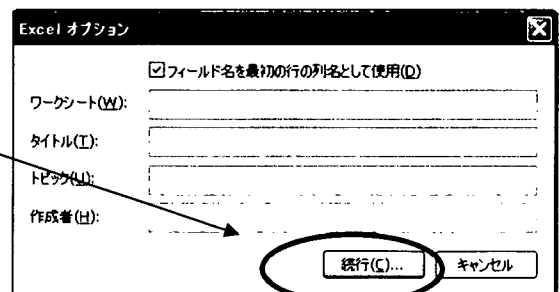 Excel オプション
フィールド名を最初の行の列名として使用(D)
ワークシート(W):
タイトル(T):
トピック(U):
作成者(H):
続行(C)...
キャンセル